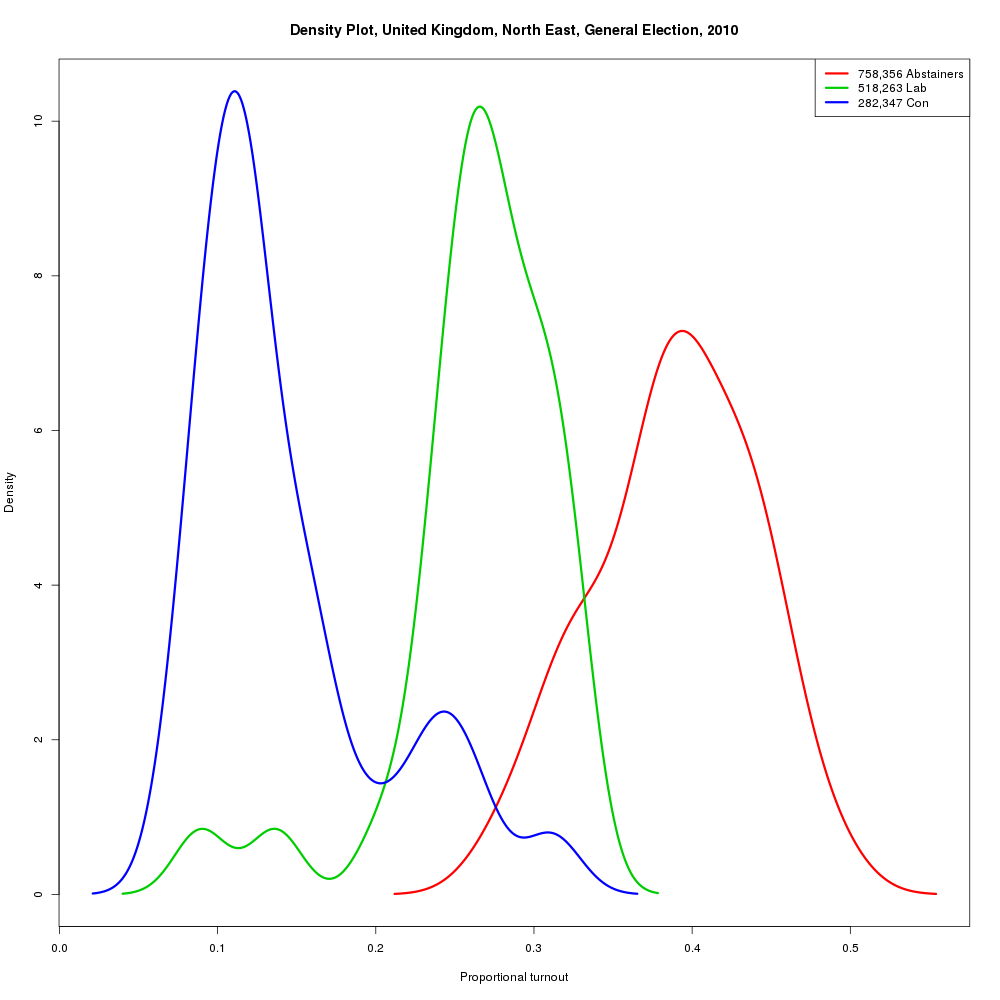 Density Plot, United Kingdom, North East, General Election, 2010
758,356 Abstainers
518,263 Lab
282,347 Con
10
8
6
4
2
0
Density
0.0 0.1 0.2 0.3 0.4 0.5
Proportional turnout